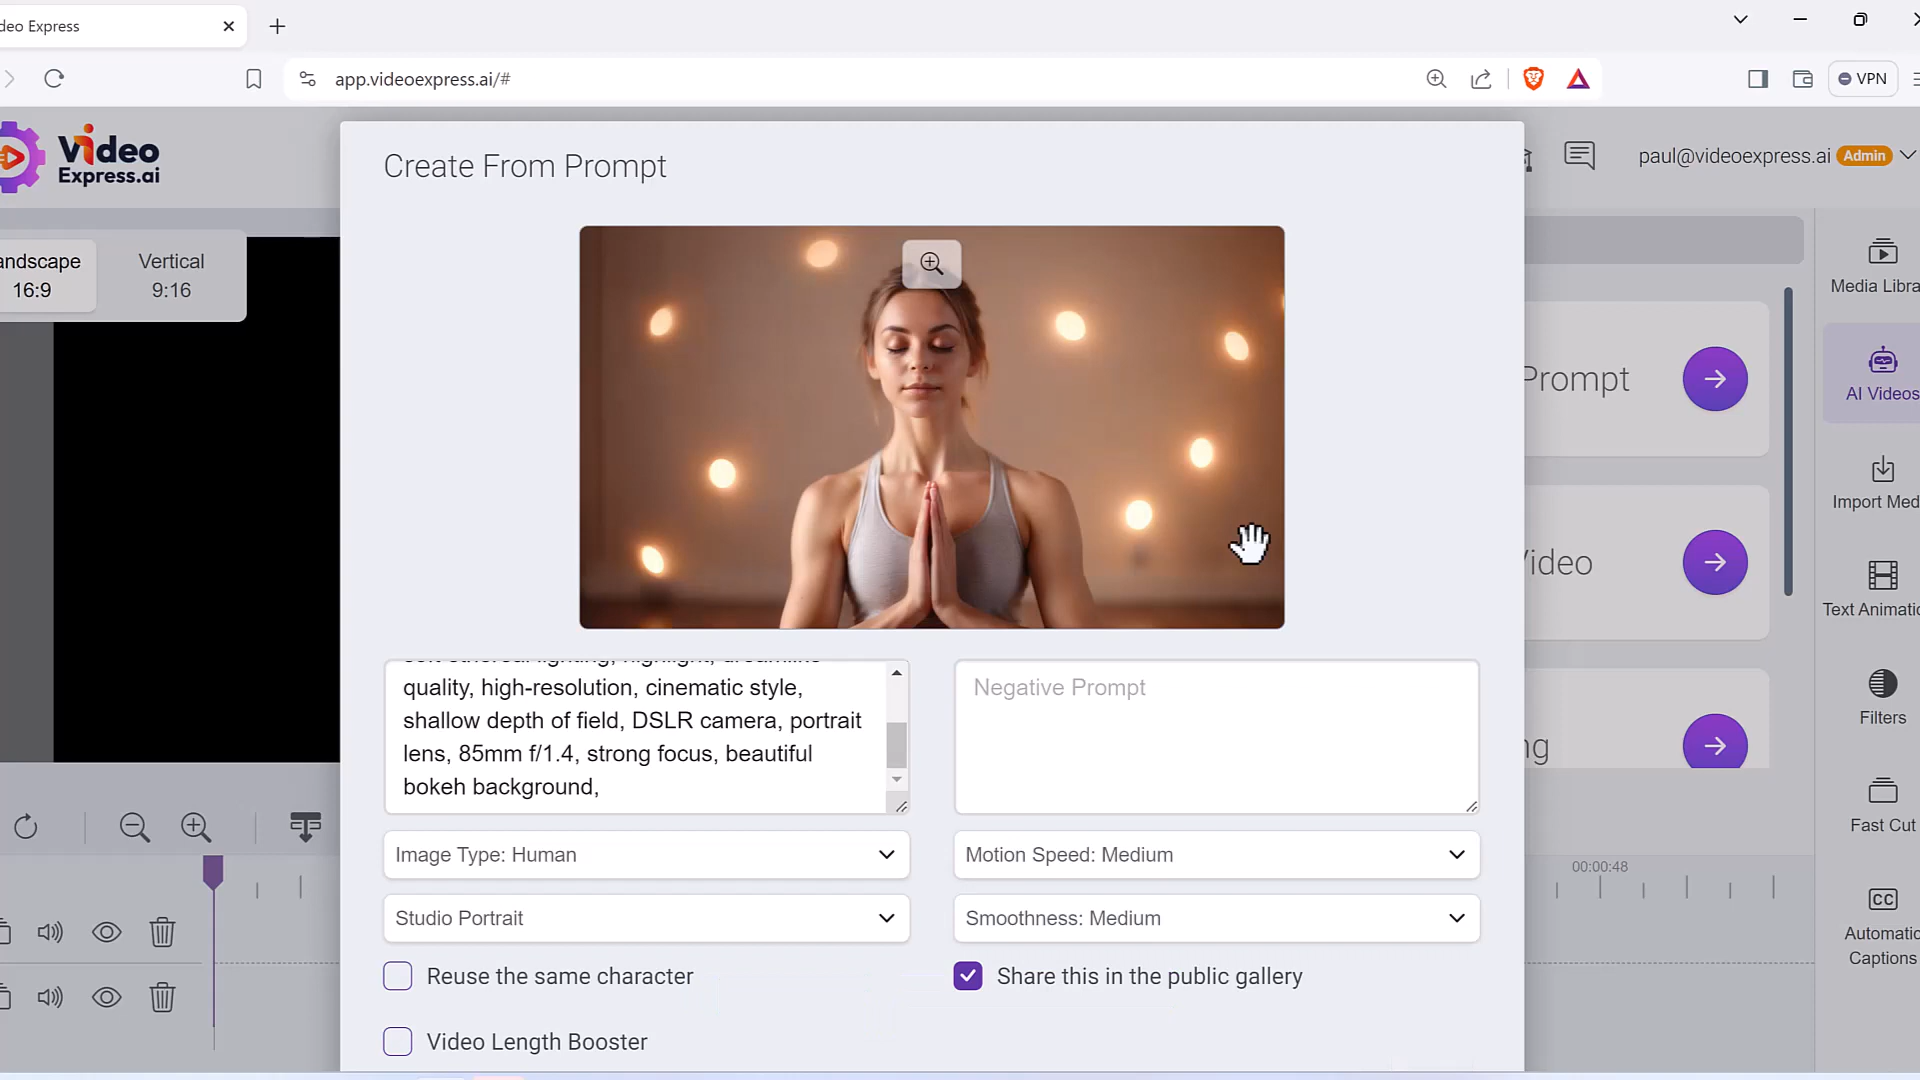 deo Express
app.videoexpress.ai/#
VPN
Video
Express.ai
Create From Prompt
paul@videoexpress.ai Admin
andscape
16:9
Vertical
9:16
Media Libra
Prompt
AI Videos
Import Med
Video
Text Animatio
quality, high-resolution, cinematic style,
shallow depth of field, DSLR camera, portrait
lens, 85mm f/1.4, strong focus, beautiful
bokeh background,
Negative Prompt
Filters
ng
Fast Cut
Image Type: Human
Motion Speed: Medium
00:00:48
Studio Portrait
Smoothness: Medium
CC
Automatic
Captions
Reuse the same character
Share this in the public gallery
Video Length Booster